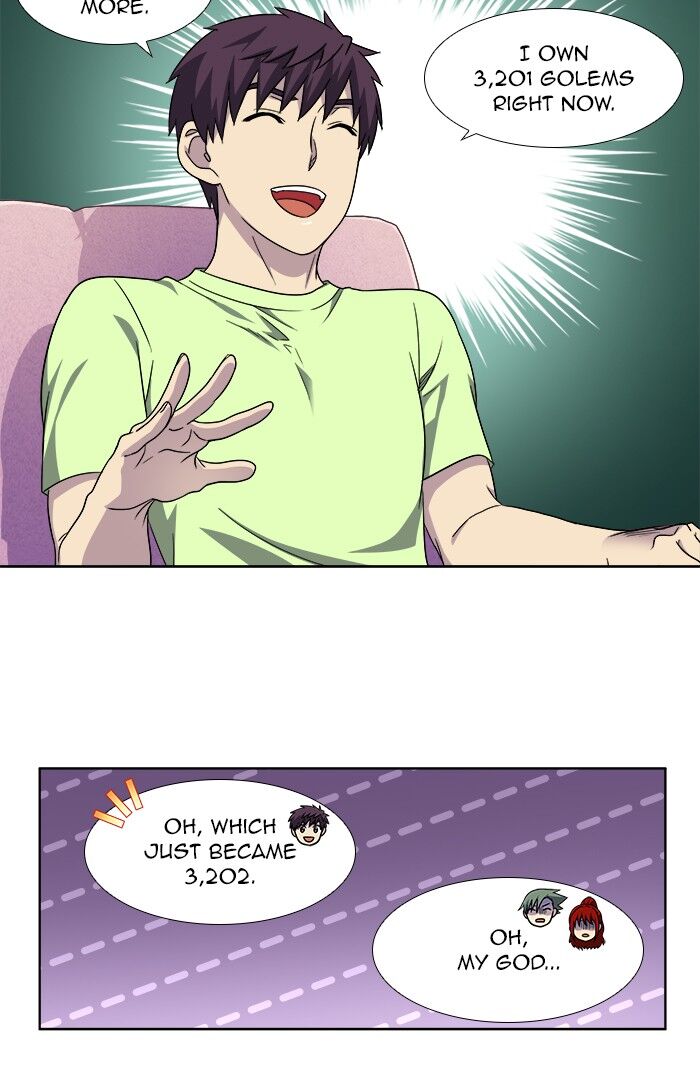 MORE.
I OWN
3,201 GOLEMS
RIGHT NOW.
OH, WHICH
JUST BECAME
3,202.
OH,
MY GOD...